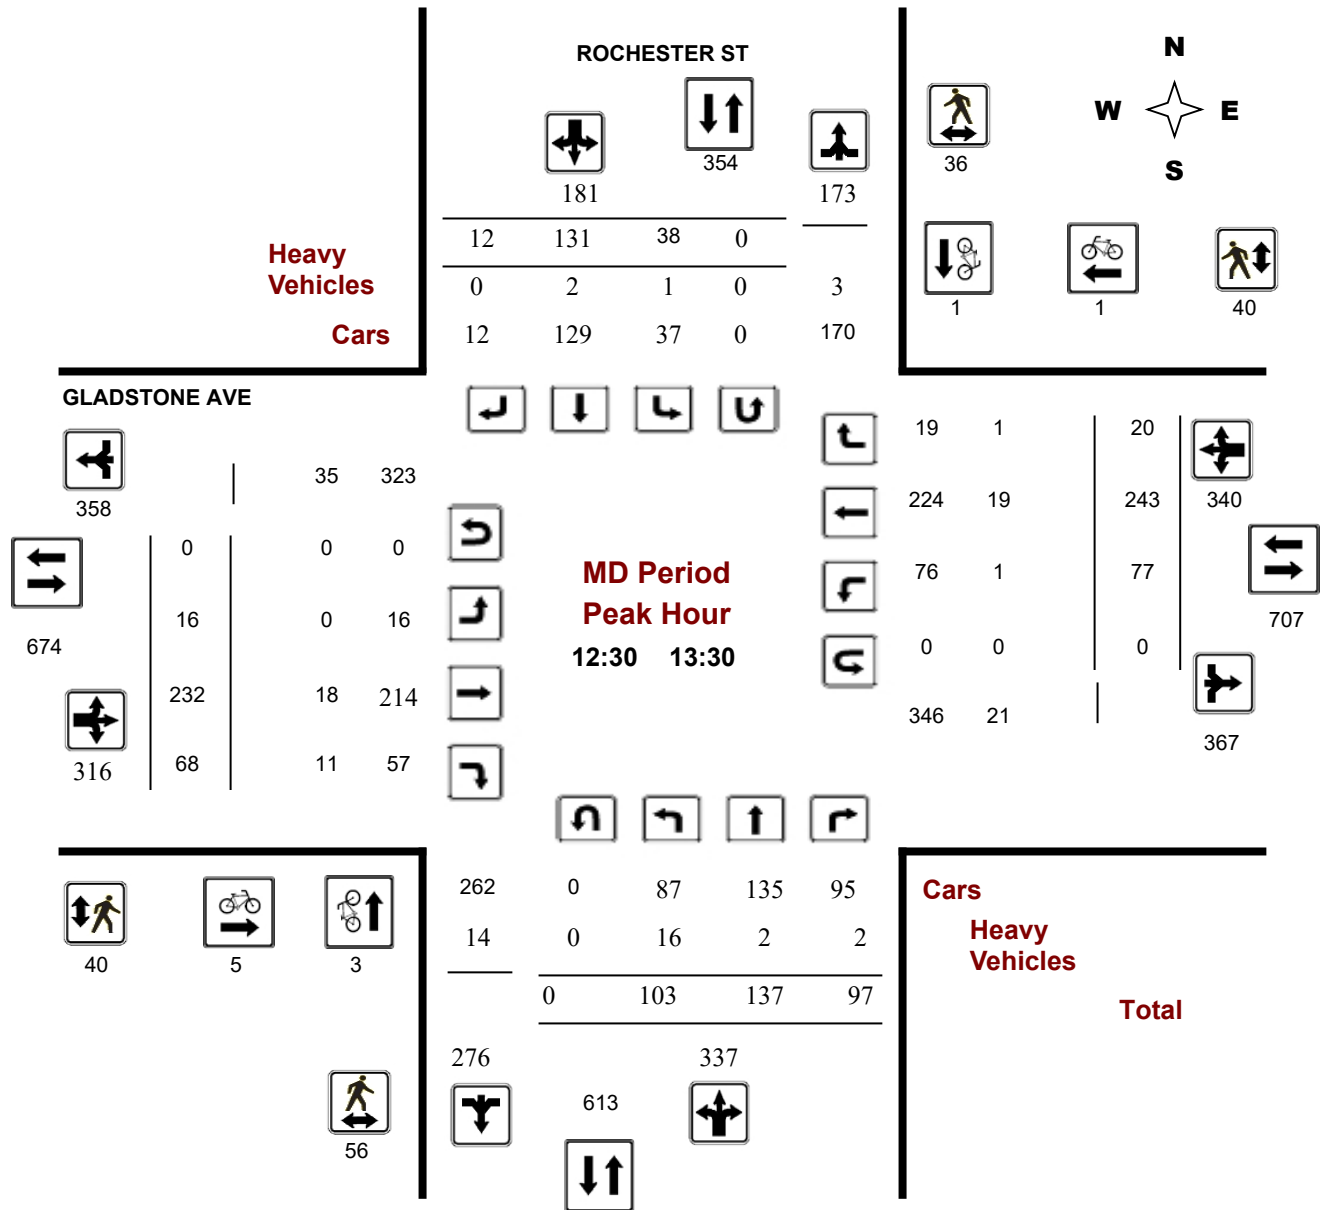 ROCHESTER ST
N
W E
S
354
36
181
173
12 131 38 0
Heavy
Vehicles
0 2 1 0 3
1 1 40
Cars
12 129 37 0 170
GLADSTONE AVE
19 1 20
35 323
358
224 19 243 340
0 0 0
MD Period
76 1 77
Peak Hour
16 0 16
707
674
12:30 13:30
0 0 0
232 18 214
346 21
367
316 68 11 57
262 0 87 135 95
Cars
14 0 16 2 2
Heavy
Vehicles
40 5 3
0 103 137 97
Total
276 337
613
56